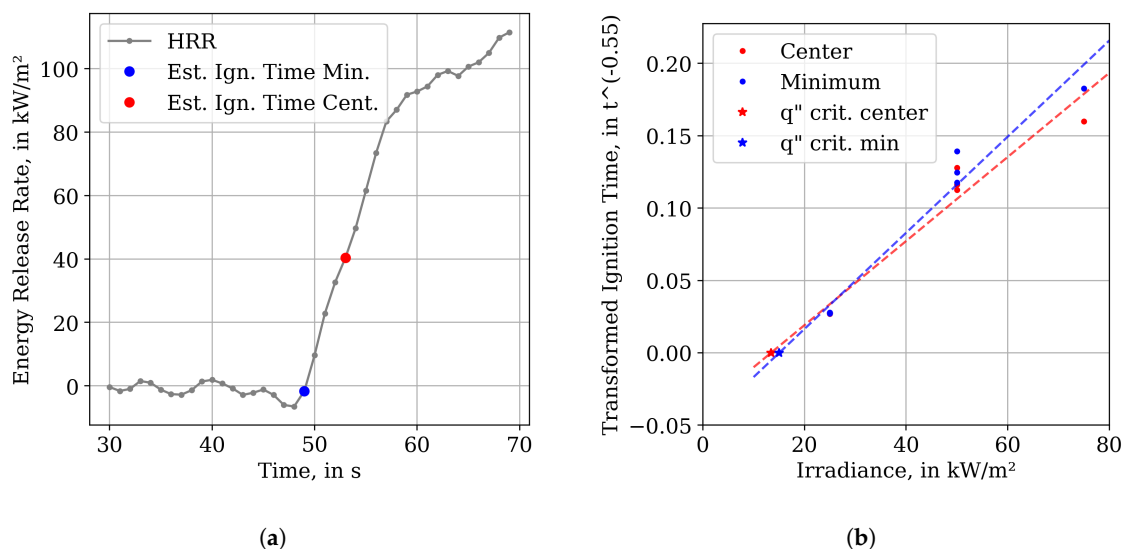 HRR
Est. Ign. Time Min.
Est. Ign. Time Cent.
Energy Release Rate, in kW/m²
100
80
60
40
20
0
30 40 50 60 70
Time, in s
(a)
Center
Minimum
q" crit. center
q" crit. min
Transformed Ignition Time, in t^(-0.55)
0.20
0.15
0.10
0.05
0.00
−0.05
0 20 40 60 80
Irradiance, in kW/m²
(b)